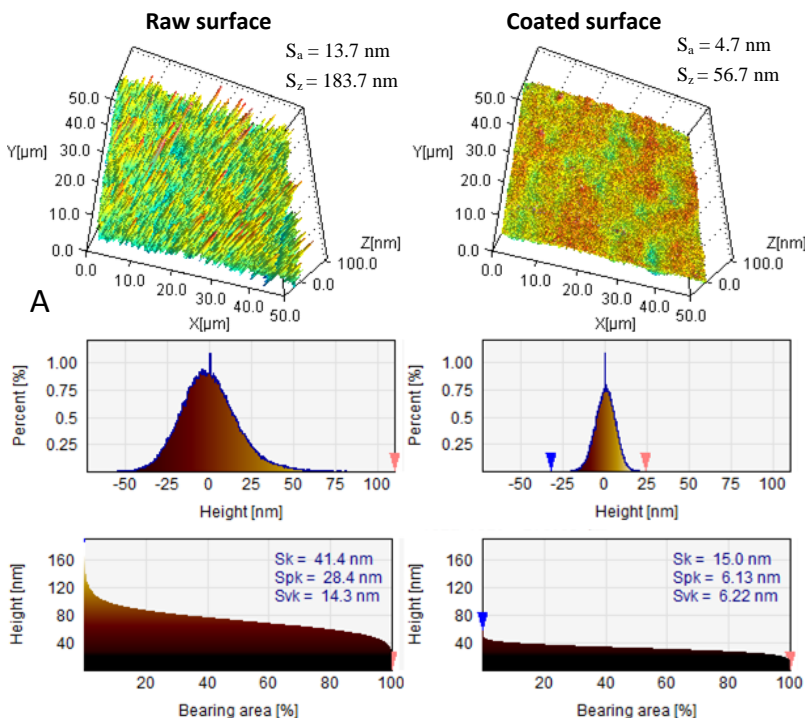 Raw surface
Sₐ = 13.7 nm
S_z = 183.7 nm
50.0
40.0
Y[µm]
30.0
20.0
10.0
0.0
0.0
10.0
20.0
30.0
40.0
50.0
X[µm]
Z[nm]
100.0
0.0
Coated surface
Sₐ = 4.7 nm
S_z = 56.7 nm
50.0
40.0
Y[µm]
30.0
20.0
10.0
0.0
0.0
10.0
20.0
30.0
40.0
50.0
X[µm]
Z[nm]
100.0
0.0
A
Percent [%]
1.00
0.75
0.5
0.25
-50 -25 0 25 50 75 100
Height [nm]
Percent [%]
1.00
0.75
0.5
0.25
-50 -25 0 25 50 75 100
Height [nm]
Height [nm]
160
120
80
40
Sk = 41.4 nm
Spk = 28.4 nm
Svk = 14.3 nm
20 40 60 80 100
Bearing area [%]
Height [nm]
160
120
80
40
Sk = 15.0 nm
Spk = 6.13 nm
Svk = 6.22 nm
20 40 60 80 100
Bearing area [%]